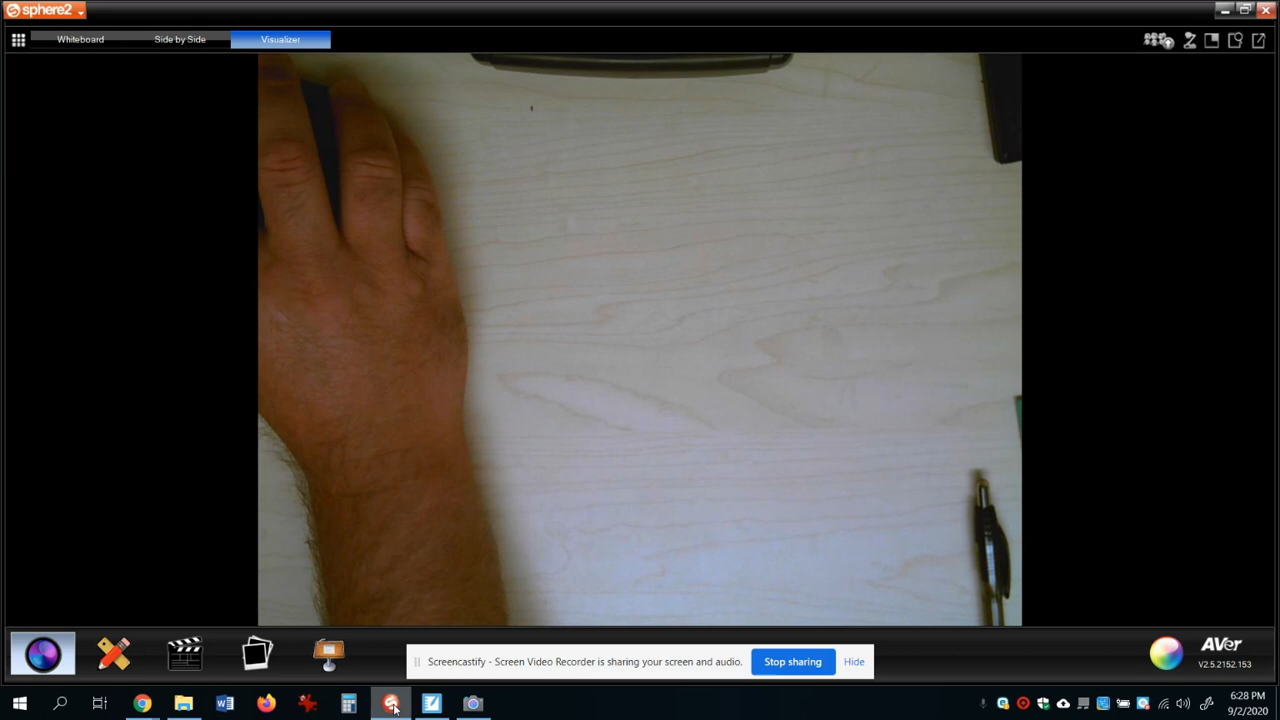 sphere2
Whiteboard Side by Side Visualizer
Screencastify - Screen Video Recorder is sharing your screen and audio. Stop sharing Hide
AVer
V2.5.2152.153
6:28 PM
9/2/2020